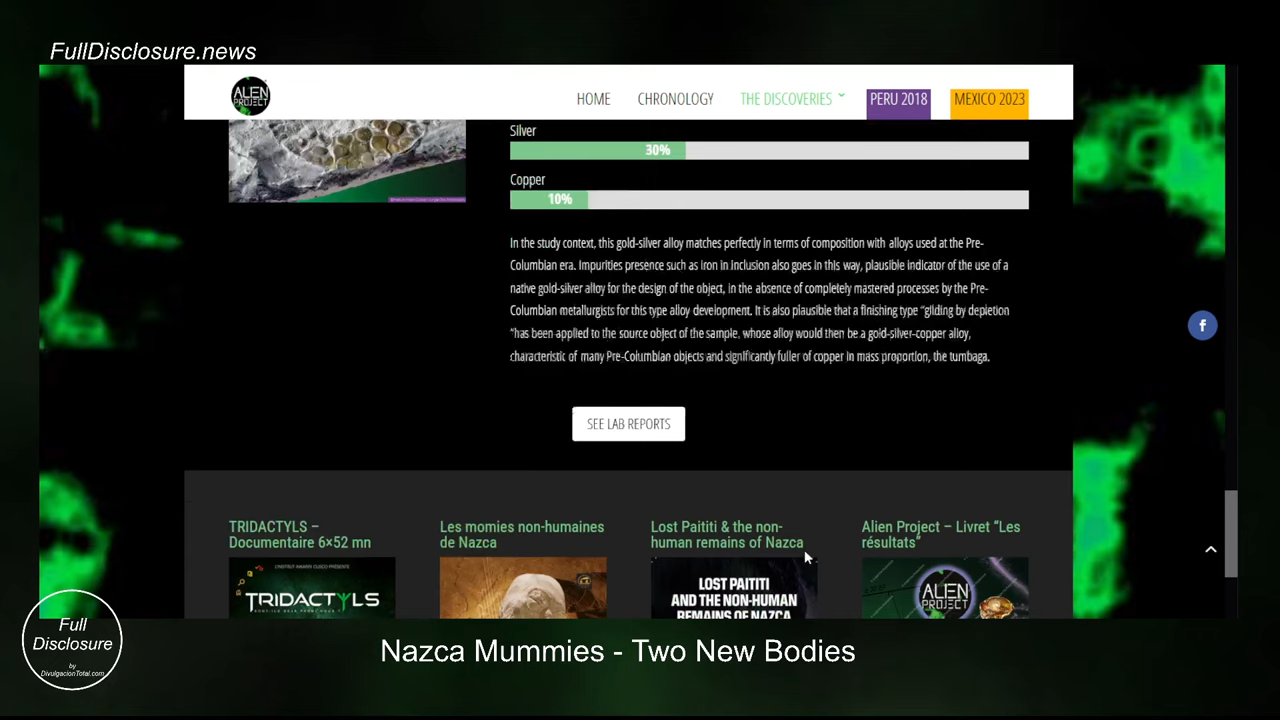 FullDisclosure.news
ALIEN
PROJECT
HOME
CHRONOLOGY
THE DISCOVERIES
PERU 2018
MEXICO 2023
Silver
30%
Copper
10%
In the study context, this gold-silver alloy matches perfectly in terms of composition with alloys used at the Pre-
Columbian era. Impurities presence such as iron in inclusion also goes in this way, plausible indicator of the use of a
native gold-silver alloy for the design of the object, in the absence of completely mastered processes by the Pre-
Columbian metallurgists for this type alloy development. It is also plausible that a finishing type "gilding by depletion
"has been applied to the source object of the sample, whose alloy would then be a gold-silver-copper alloy,
characteristic of many Pre-Columbian objects and significantly fuller of copper in mass proportion, the tumbaga.
f
SEE LAB REPORTS
TRIDACTYLS –
Documentaire 6×52 mn
Les momies non-humaines
de Nazca
Lost Paititi & the non-
human remains of Nazca
Alien Project – Livret “Les
résultats”
L'INSTITUT INKARI CUSCO PRÉSENTE
TRIDACTYLS
LOST PAITITI
AND THE NON-HUMAN
REMAINS OF NAZCA
ALIEN
PROJECT
Full
Disclosure
by
DivulgacionTotal.com
Nazca Mummies - Two New Bodies